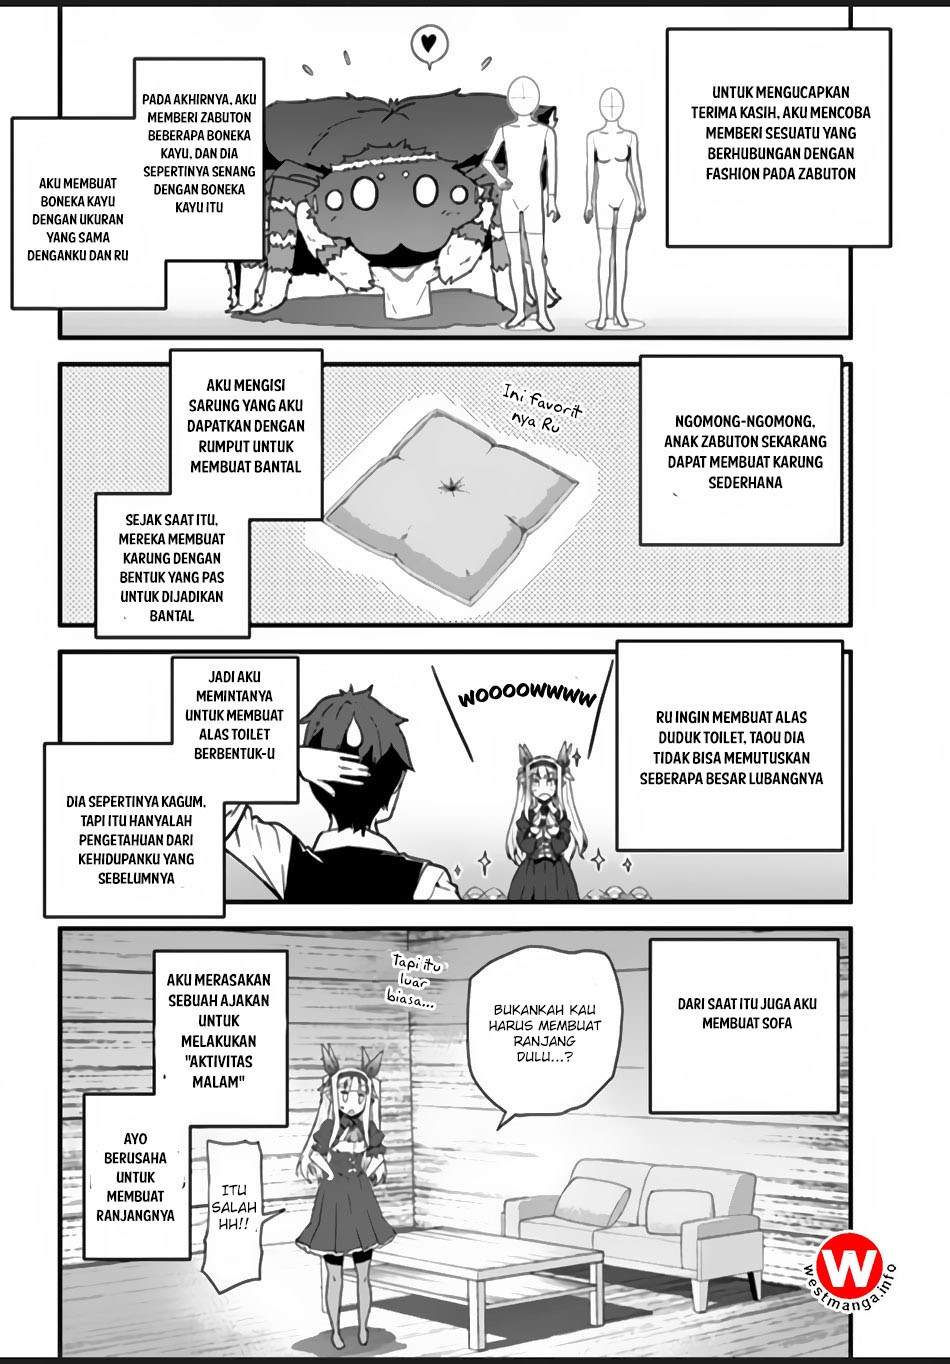 UNTUK MENGUCAPKAN
TERIMA KASIH, AKU MENCOBA
MEMBERI SESUATU YANG
BERHUBUNGAN DENGAN
FASHION PADA ZABUTON
PADA AKHIRNYA, AKU
MEMBERI ZABUTON
BEBERAPA BONEKA
KAYU, DAN DIA
SEPERTINYA SENANG
DENGAN BONEKA
KAYU ITU
AKU MEMBUAT
BONEKA KAYU
DENGAN UKURAN
YANG SAMA
DENGANKU DAN RU
NGOMONG-NGOMONG,
ANAK ZABUTON SEKARANG
DAPAT MEMBUAT KARUNG
SEDERHANA
Ini favorit
nya Ru
AKU MENGISI
SARUNG YANG AKU
DAPATKAN DENGAN
RUMPUT UNTUK
MEMBUAT BANTAL
SEJAK SAAT ITU,
MEREKA MEMBUAT
KARUNG DENGAN
BENTUK YANG PAS
UNTUK DIJADIKAN
BANTAL
RU INGIN MEMBUAT ALAS
DUDUK TOILET, TAOU DIA
TIDAK BISA MEMUTUSKAN
SEBERAPA BESAR LUBANGNYA
WOOOOWWWW
JADI AKU
MEMINTANYA
UNTUK MEMBUAT
ALAS TOILET
BERBENTUK-U
DIA SEPERTINYA KAGUM,
TAPI ITU HANYALAH
PENGETAHUAN DARI
KEHIDUPANKU YANG
SEBELUMNYA
DARI SAAT ITU JUGA AKU
MEMBUAT SOFA
BUKANKAH KAU
HARUS MEMBUAT
RANJANG
DULU...?
Tapi itu
luar
biasa...
AKU MERASAKAN
SEBUAH AJAKAN
UNTUK
MELAKUKAN
"AKTIVITAS
MALAM"
ITU
SALAH
HH!!
AYO
BERUSAHA
UNTUK
MEMBUAT
RANJANGNYA
W
westmanga.info